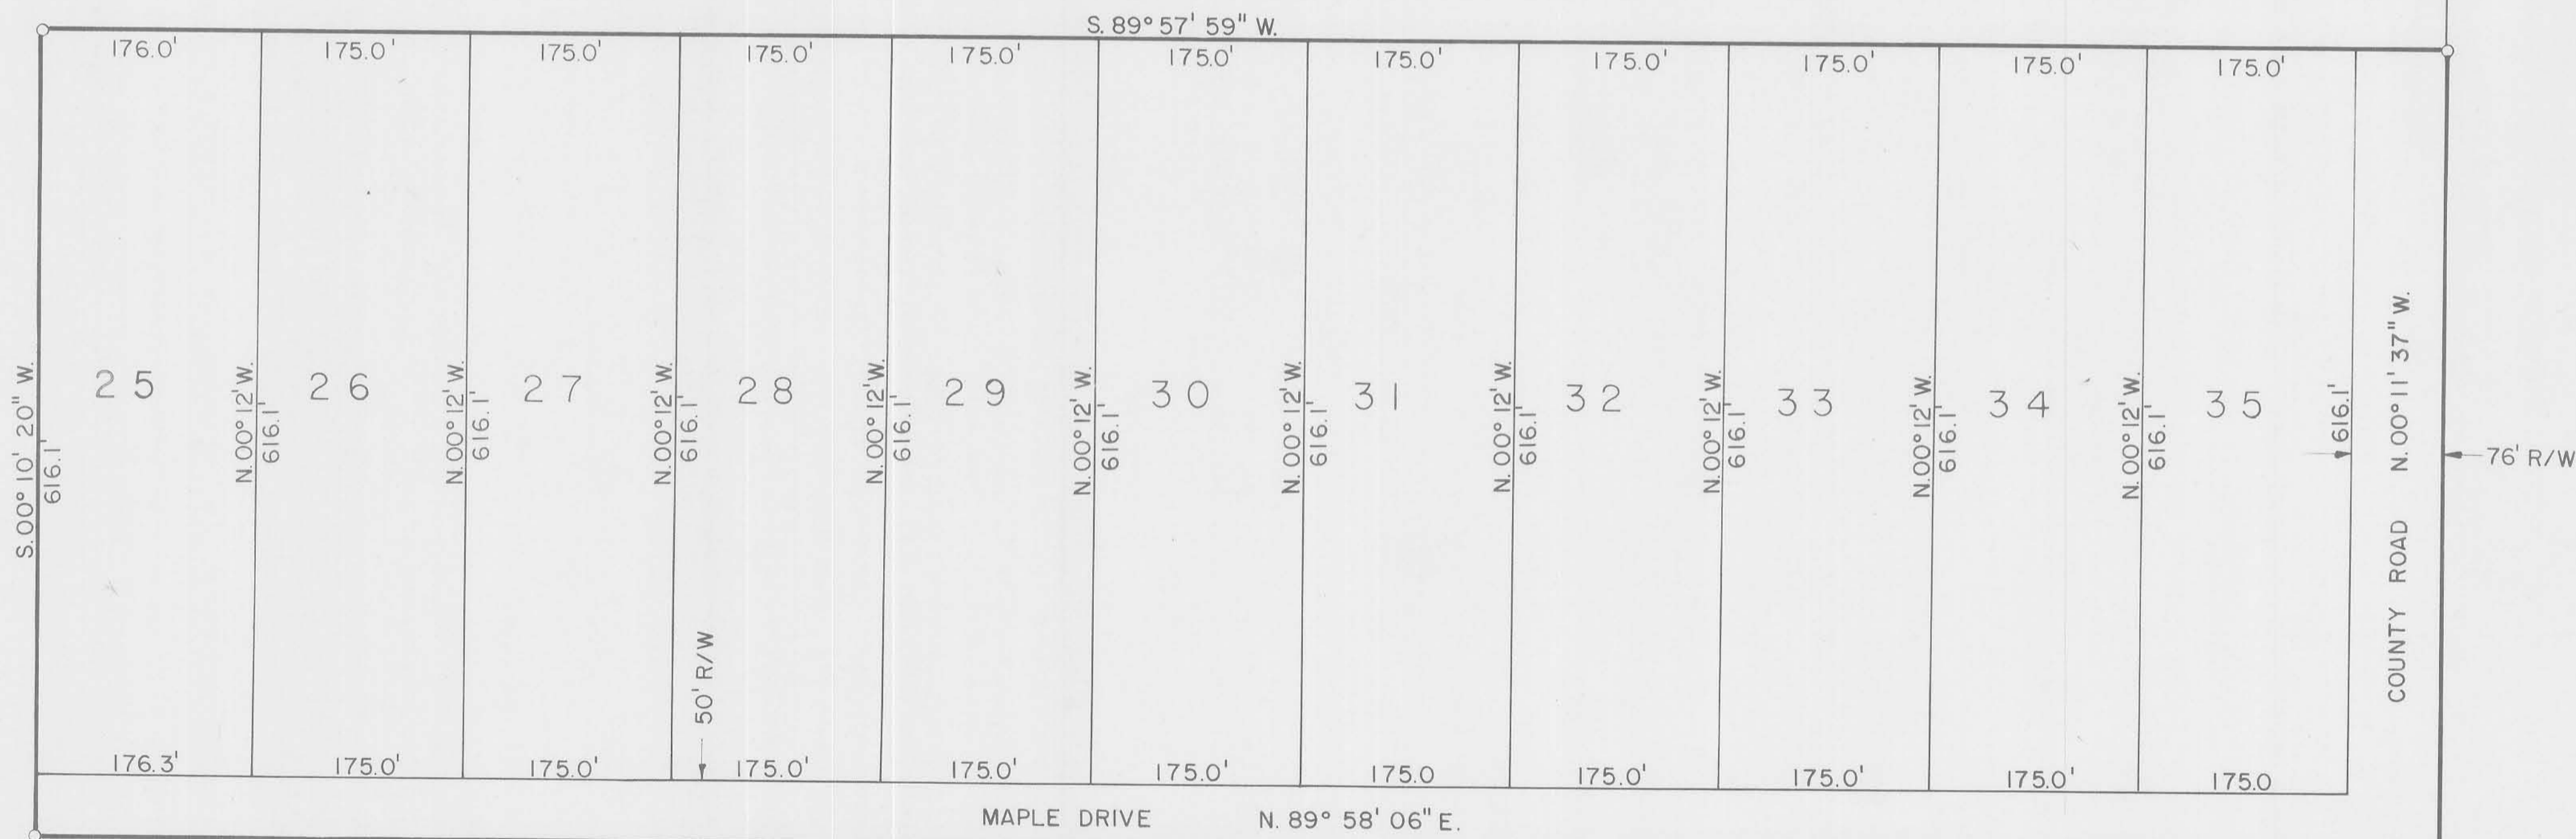 S. 89° 57' 59" W.
176.0' 175.0' 175.0' 175.0' 175.0' 175.0' 175.0' 175.0' 175.0' 175.0' 175.0'
S. 00° 10' 20" W.
616.1'
25
N. 00° 12' W.
616.1'
26
N. 00° 12' W.
616.1'
27
N. 00° 12' W.
616.1'
28
N. 00° 12' W.
616.1'
29
N. 00° 12' W.
616.1'
30
N. 00° 12' W.
616.1'
31
N. 00° 12' W.
616.1'
32
N. 00° 12' W.
616.1'
33
N. 00° 12' W.
616.1'
34
N. 00° 12' W.
616.1'
35
616.1'
COUNTY ROAD N. 00° 11' 37" W.
76' R/W
50' R/W
176.3' 175.0' 175.0' 175.0' 175.0' 175.0' 175.0 175.0' 175.0' 175.0' 175.0
MAPLE DRIVE N. 89° 58' 06" E.